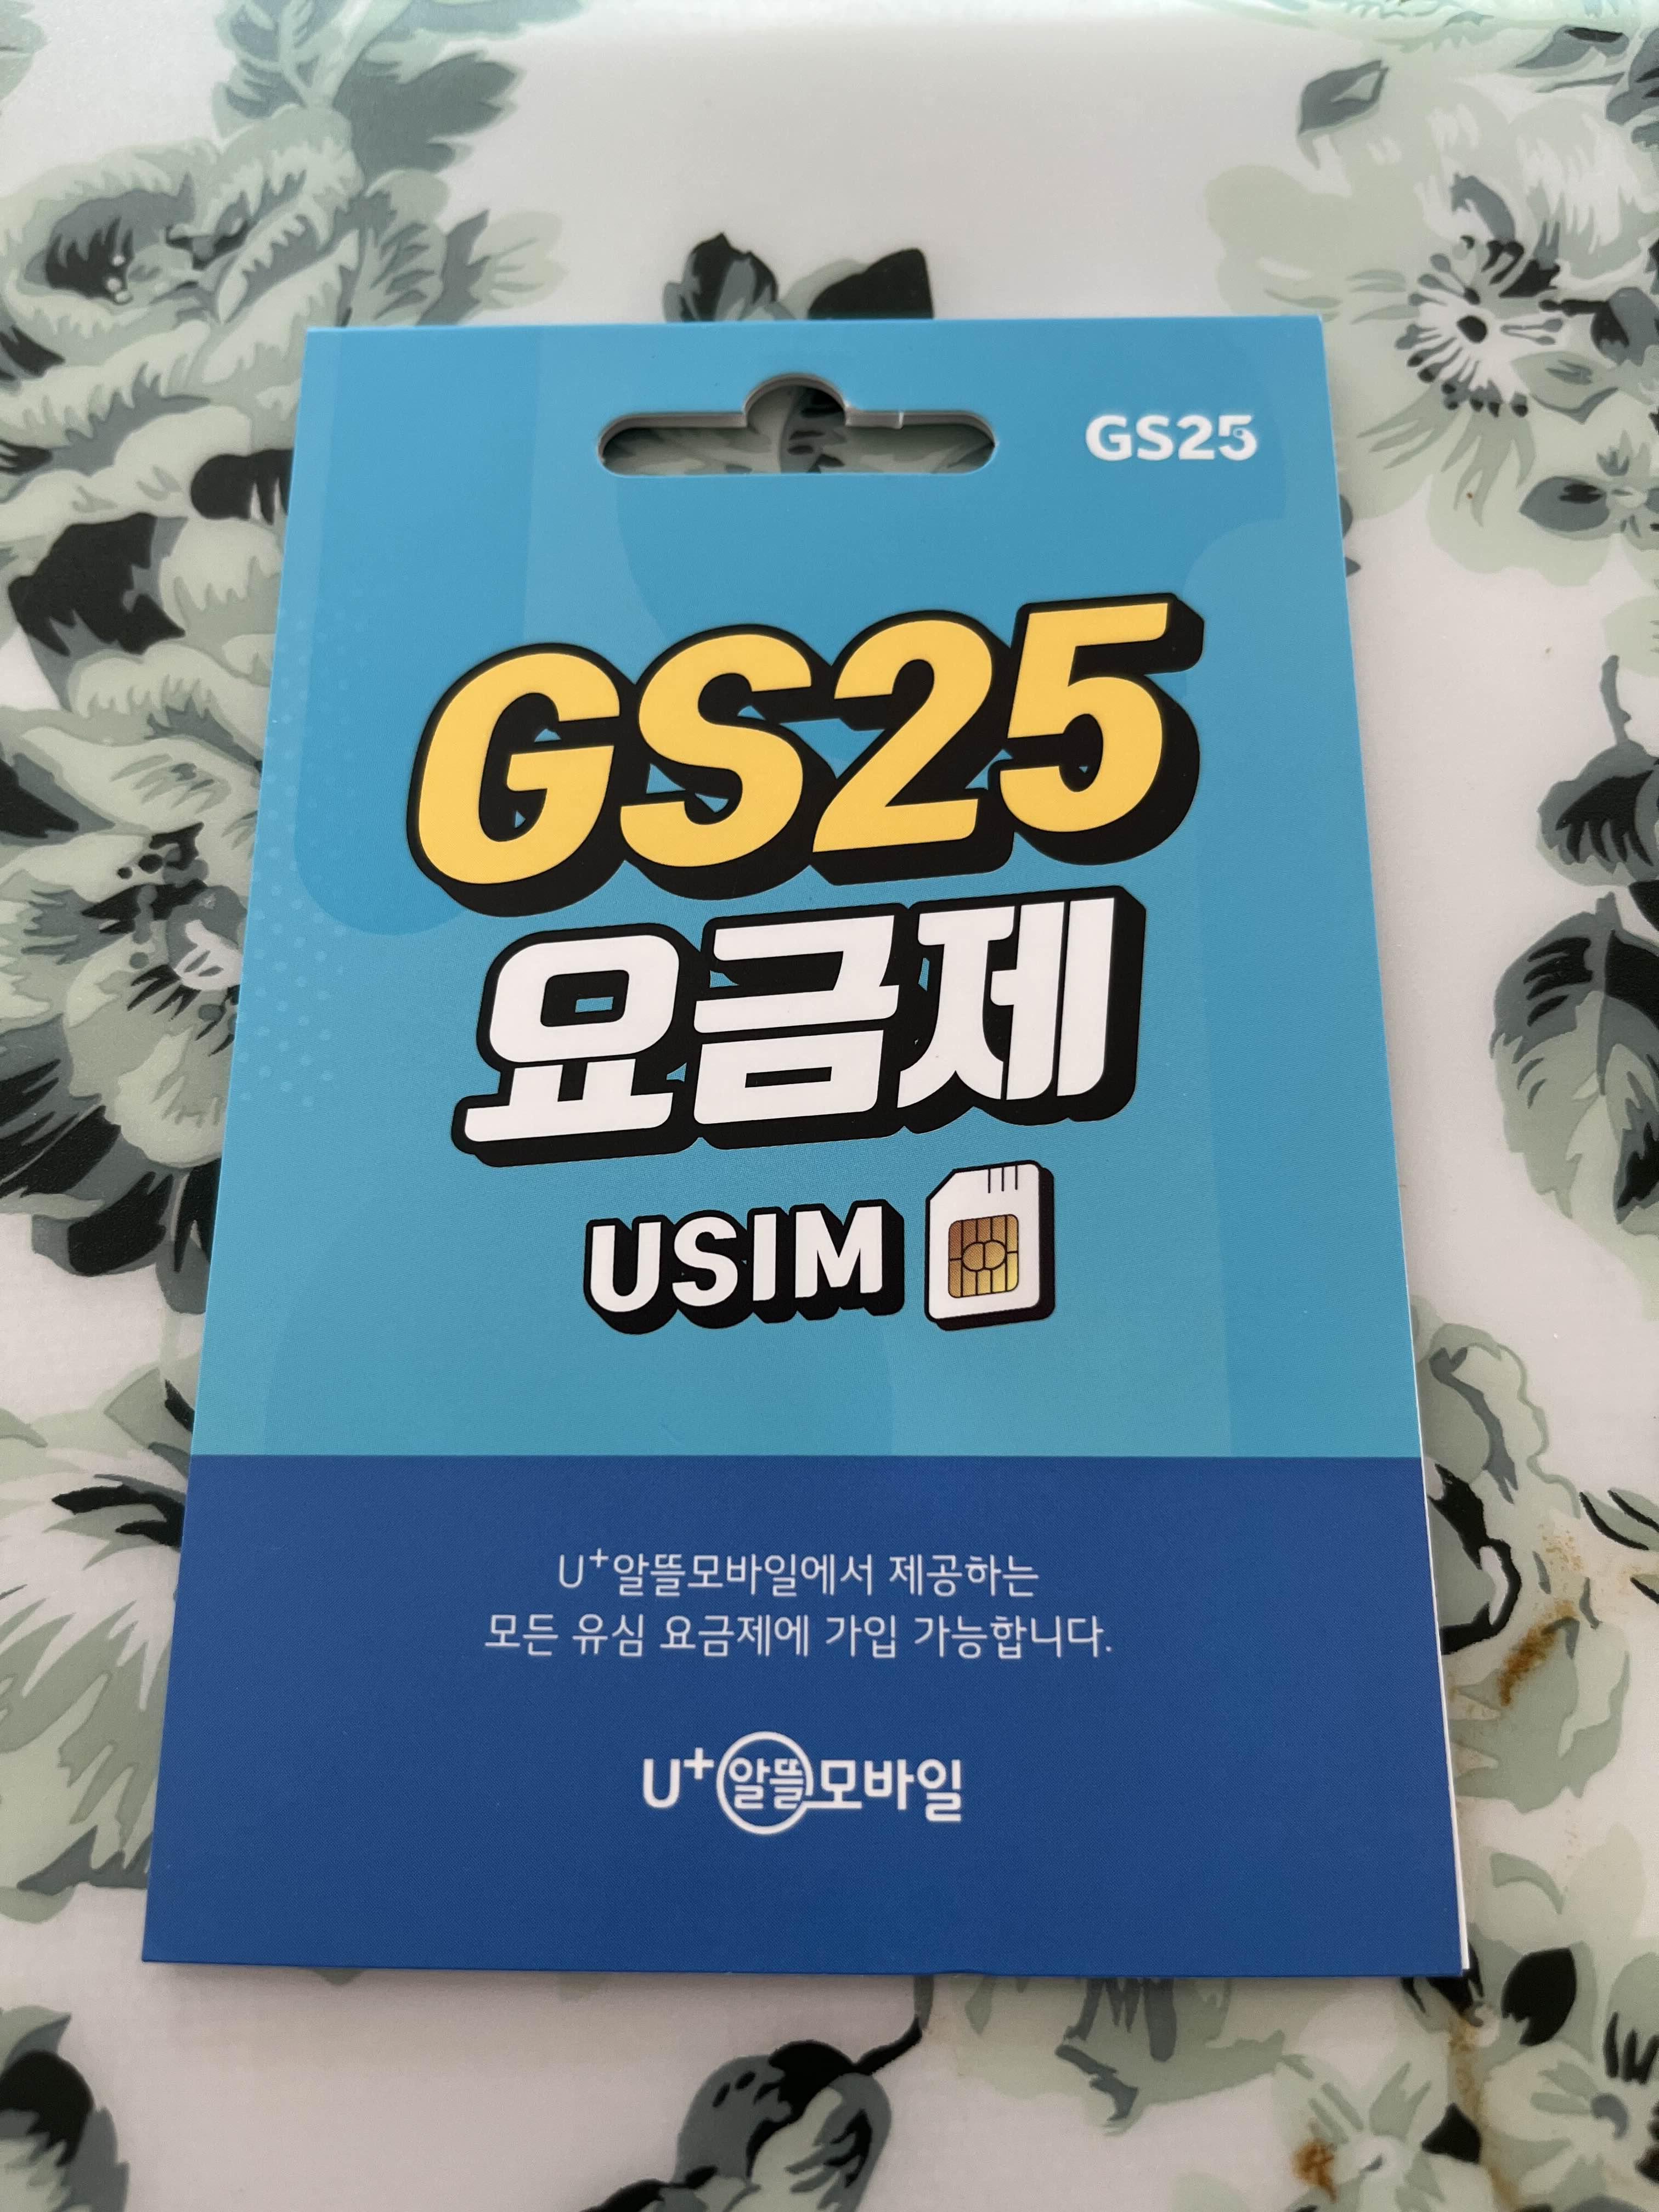 GS25
GS25
요금제
USIM
U+알뜰모바일에서 제공하는
모든 유심 요금제에 가입 가능합니다.
U+알뜰모바일